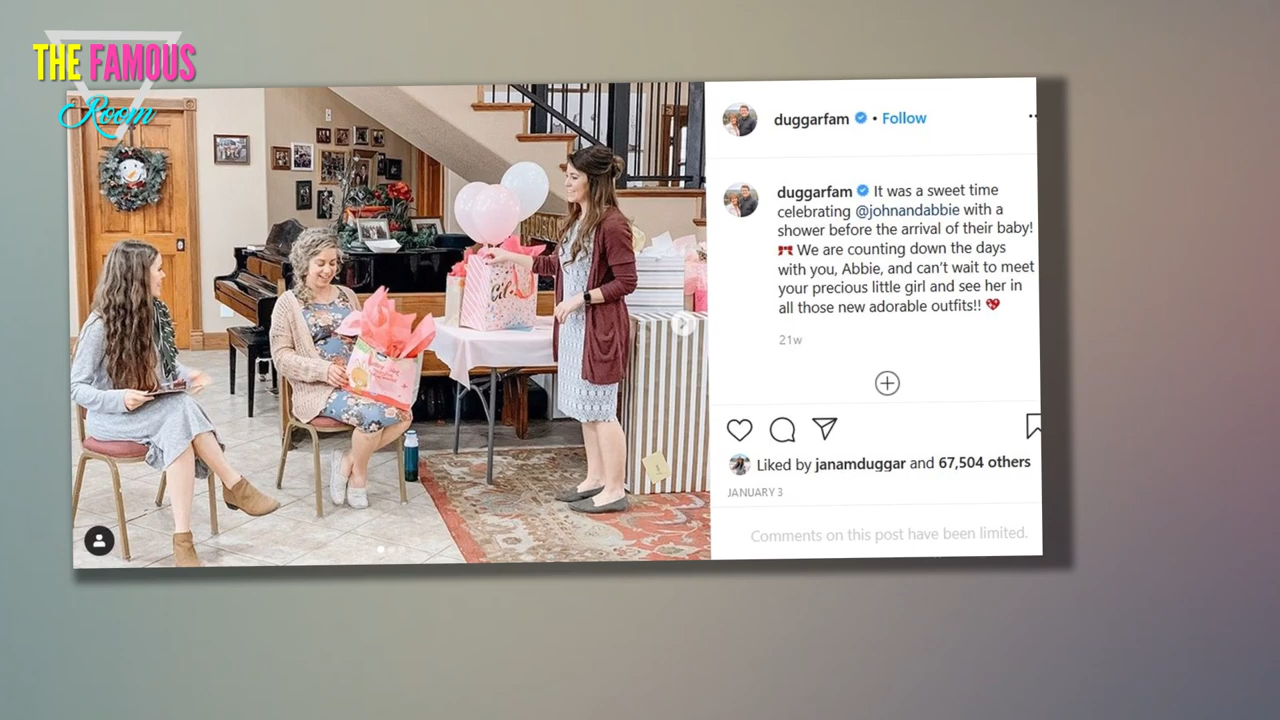 THE FAMOUS
Room
duggarfam • Follow
duggarfam It was a sweet time
celebrating @johnandabbie with a
shower before the arrival of their baby!
🎀 We are counting down the days
with you, Abbie, and can't wait to meet
your precious little girl and see her in
all those new adorable outfits!! 💖
21w
Liked by janamduggar and 67,504 others
JANUARY 3
Comments on this post have been limited.